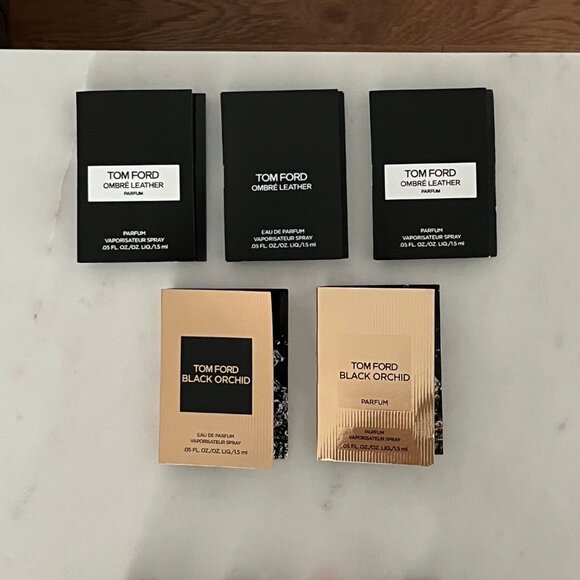 TOM FORD
OMBRÉ LEATHER
PARFUM
PARFUM
VAPORISATEUR SPRAY
.05 FL. OZ./OZ. LIQ./1.5 ml
TOM FORD
OMBRÉ LEATHER
EAU DE PARFUM
VAPORISATEUR SPRAY
.05 FL. OZ./OZ. LIQ./1.5 ml
TOM FORD
OMBRÉ LEATHER
PARFUM
PARFUM
VAPORISATEUR SPRAY
.05 FL. OZ./OZ. LIQ./1.5 ml
TOM FORD
BLACK ORCHID
EAU DE PARFUM
VAPORISATEUR SPRAY
.05 FL. OZ./OZ. LIQ./1.5 ml
TOM FORD
BLACK ORCHID
PARFUM
PARFUM
VAPORISATEUR SPRAY
.05 FL. OZ./OZ. LIQ./1.5 ml